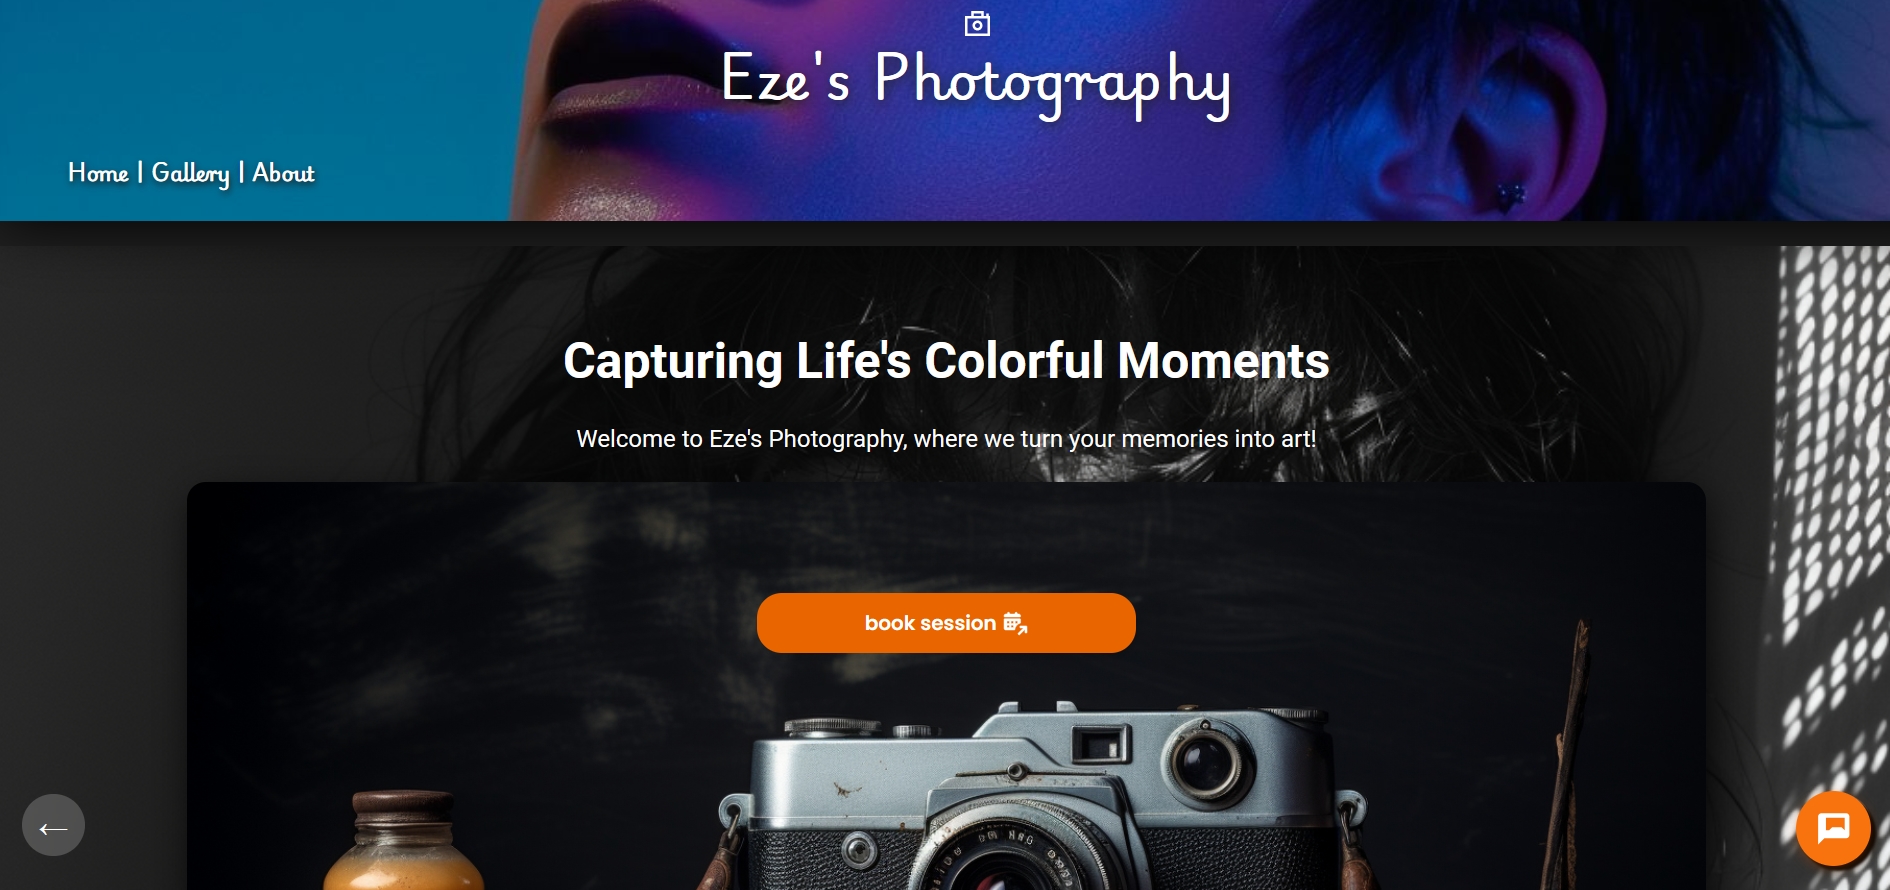 Eze's Photography
Home | Gallery | About
Capturing Life's Colorful Moments
Welcome to Eze's Photography, where we turn your memories into art!
book session